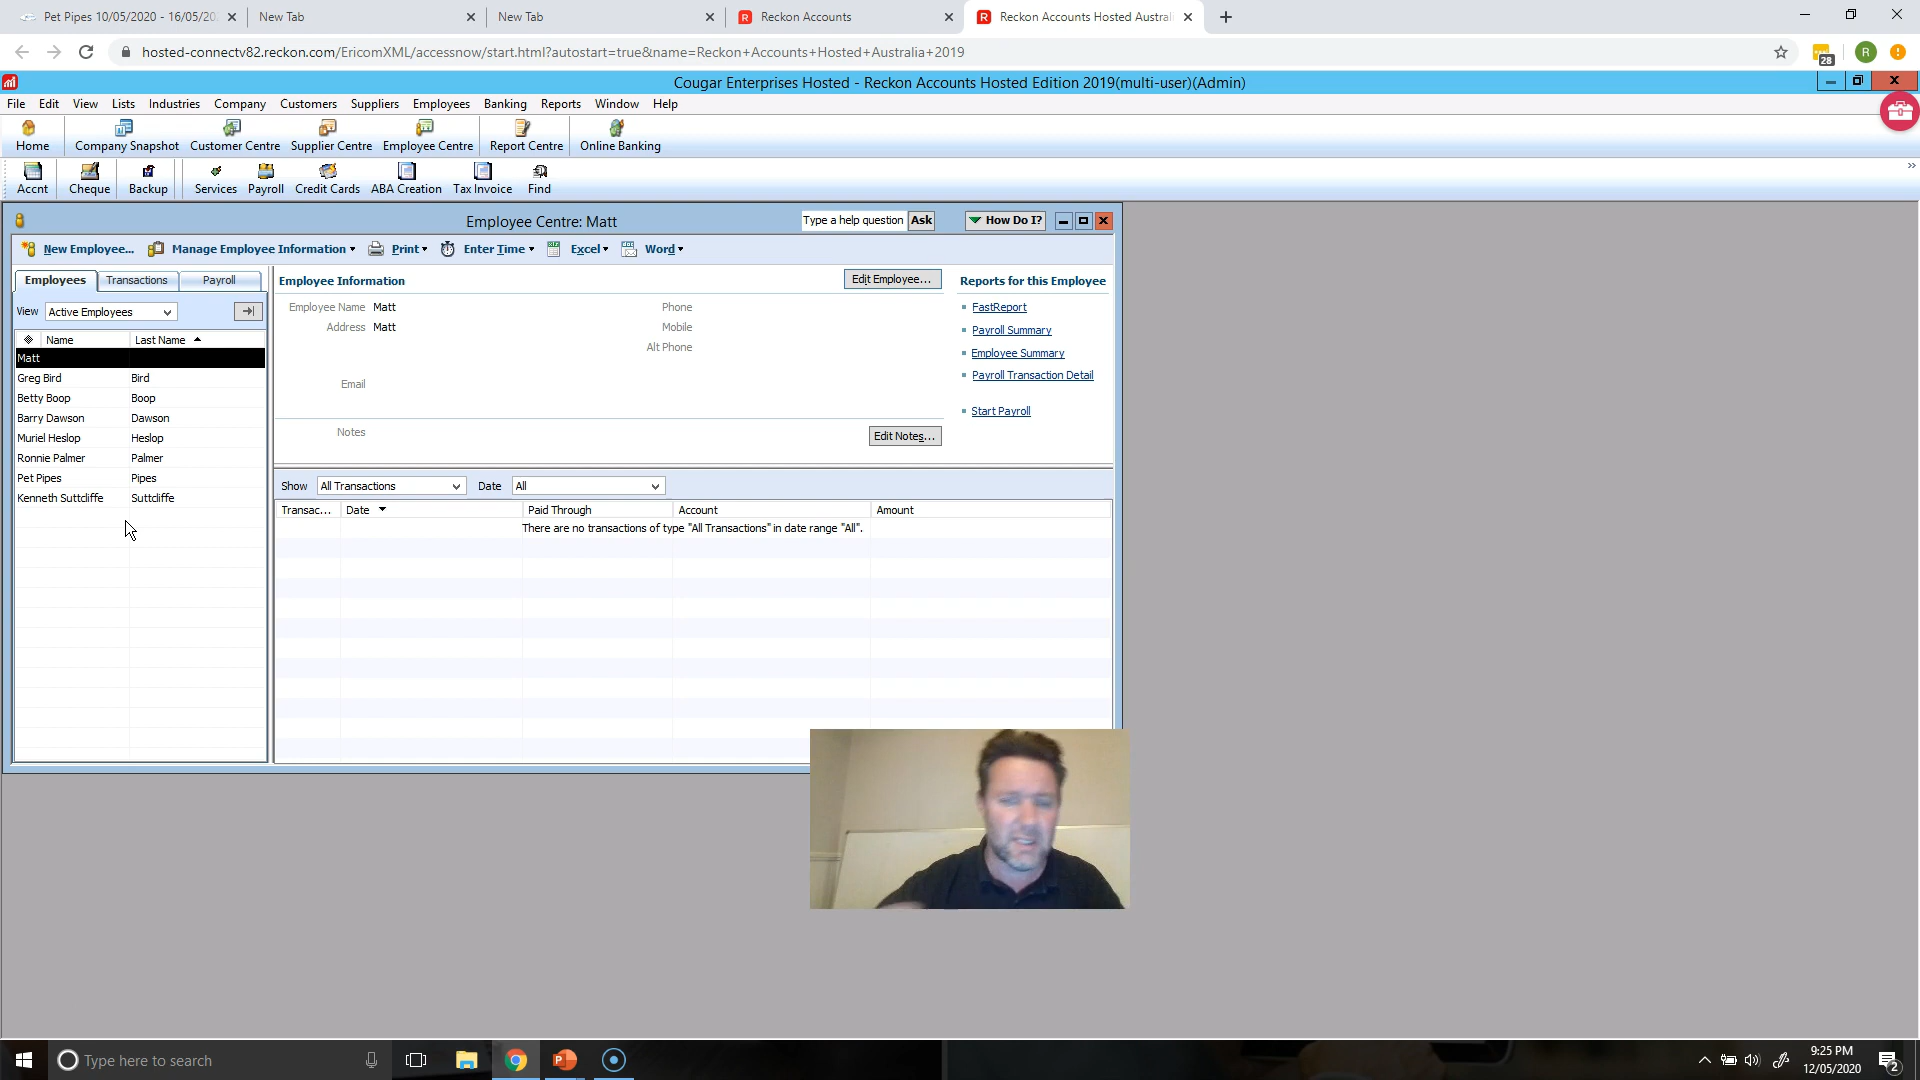 Pet Pipes 10/05/2020 - 16/05/20
New Tab
New Tab
Reckon Accounts
Reckon Accounts Hosted Austral
hosted-connectv82.reckon.com/EricomXML/accessnow/start.html?autostart=true&name=Reckon+Accounts+Hosted+Australia+2019
28
R
Cougar Enterprises Hosted - Reckon Accounts Hosted Edition 2019(multi-user)(Admin)
File Edit View Lists Industries Company Customers Suppliers Employees Banking Reports Window Help
Home Company Snapshot Customer Centre Supplier Centre Employee Centre Report Centre Online Banking
Accnt Cheque Backup Services Payroll Credit Cards ABA Creation Tax Invoice Find
Employee Centre: Matt
Type a help question Ask
How Do I?
New Employee... Manage Employee Information Print Enter Time Excel Word
Employees Transactions Payroll
View Active Employees
Name Last Name
Matt
Greg Bird Bird
Betty Boop Boop
Barry Dawson Dawson
Muriel Heslop Heslop
Ronnie Palmer Palmer
Pet Pipes Pipes
Kenneth Suttcliffe Suttcliffe
Employee Information
Edit Employee...
Employee Name Matt
Address Matt
Phone
Mobile
Alt Phone
Email
Notes
Edit Notes...
Reports for this Employee
FastReport
Payroll Summary
Employee Summary
Payroll Transaction Detail
Start Payroll
Show All Transactions Date All
Transac... Date Paid Through Account Amount
There are no transactions of type "All Transactions" in date range "All".
Type here to search
9:25 PM
12/05/2020
2